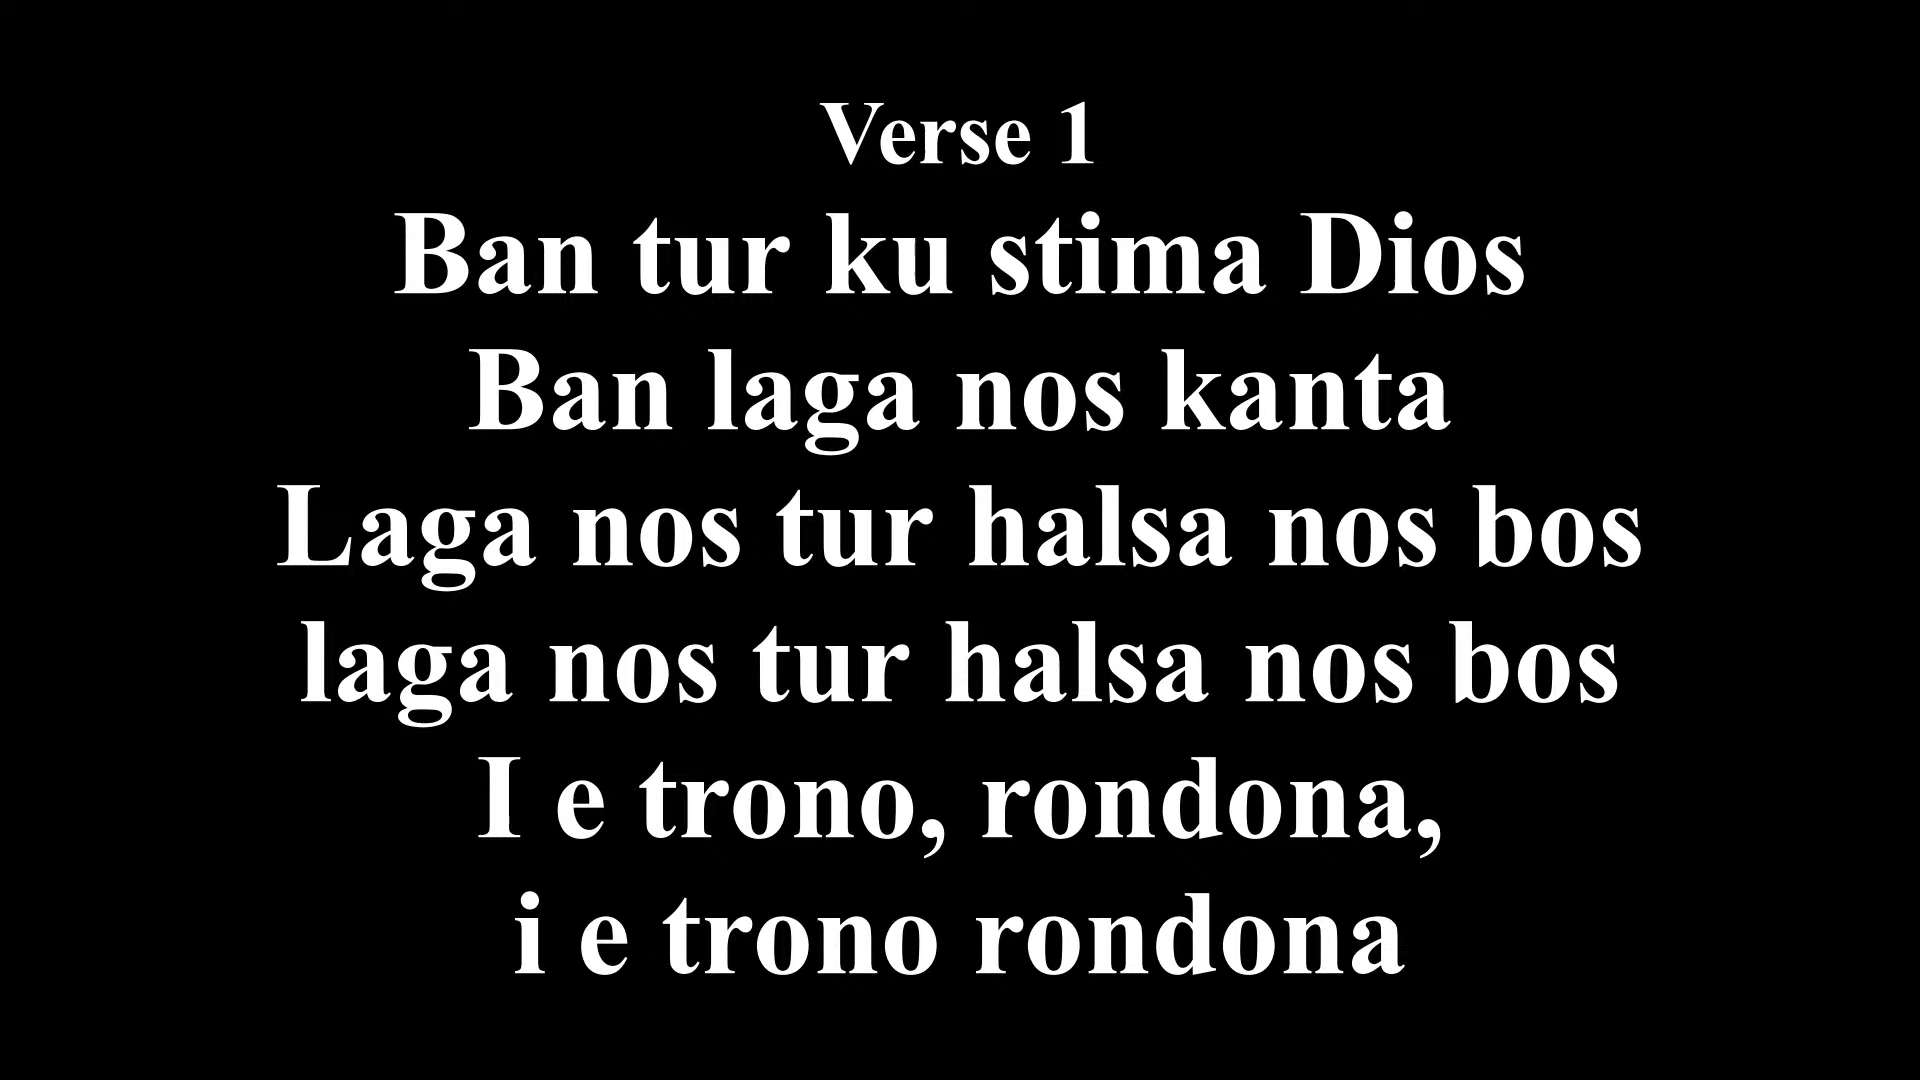 Verse 1
Ban tur ku stima Dios
Ban laga nos kanta
Laga nos tur halsa nos bos
laga nos tur halsa nos bos
I e trono, rondona,
i e trono rondona